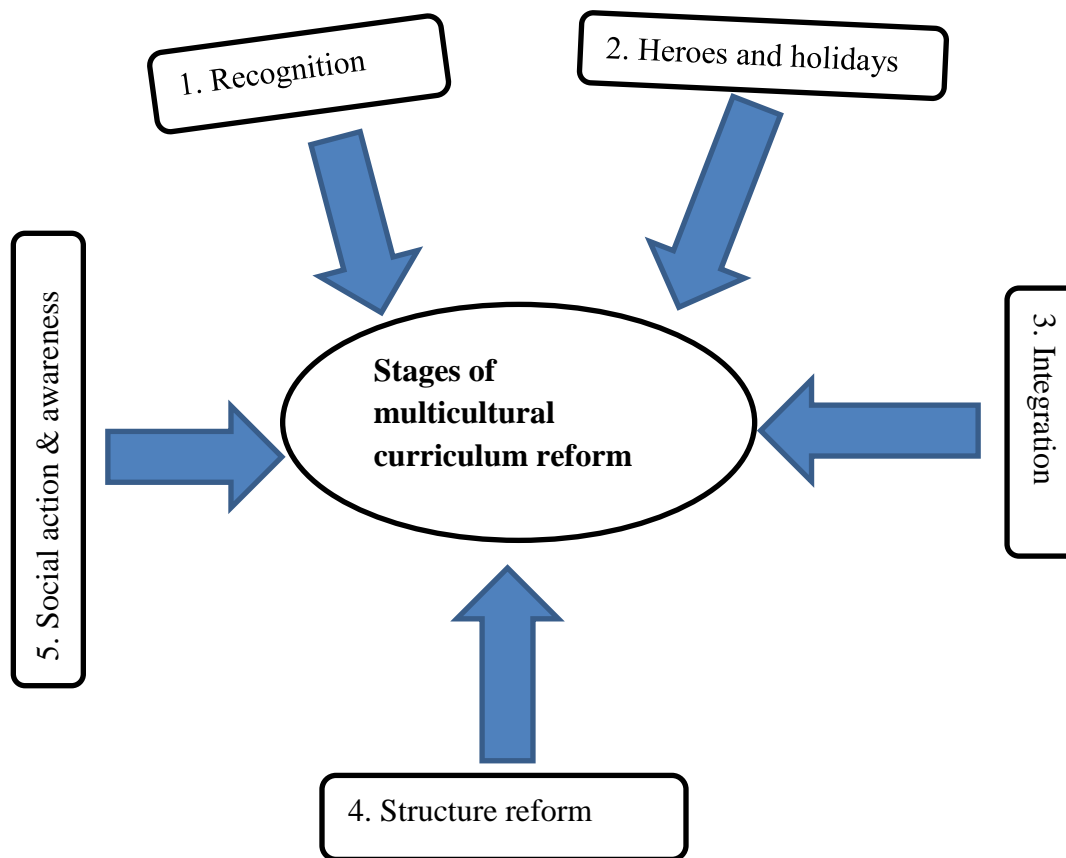 1. Recognition
2. Heroes and holidays
3. Integration
Stages of
multicultural
curriculum reform
5. Social action & awareness
4. Structure reform